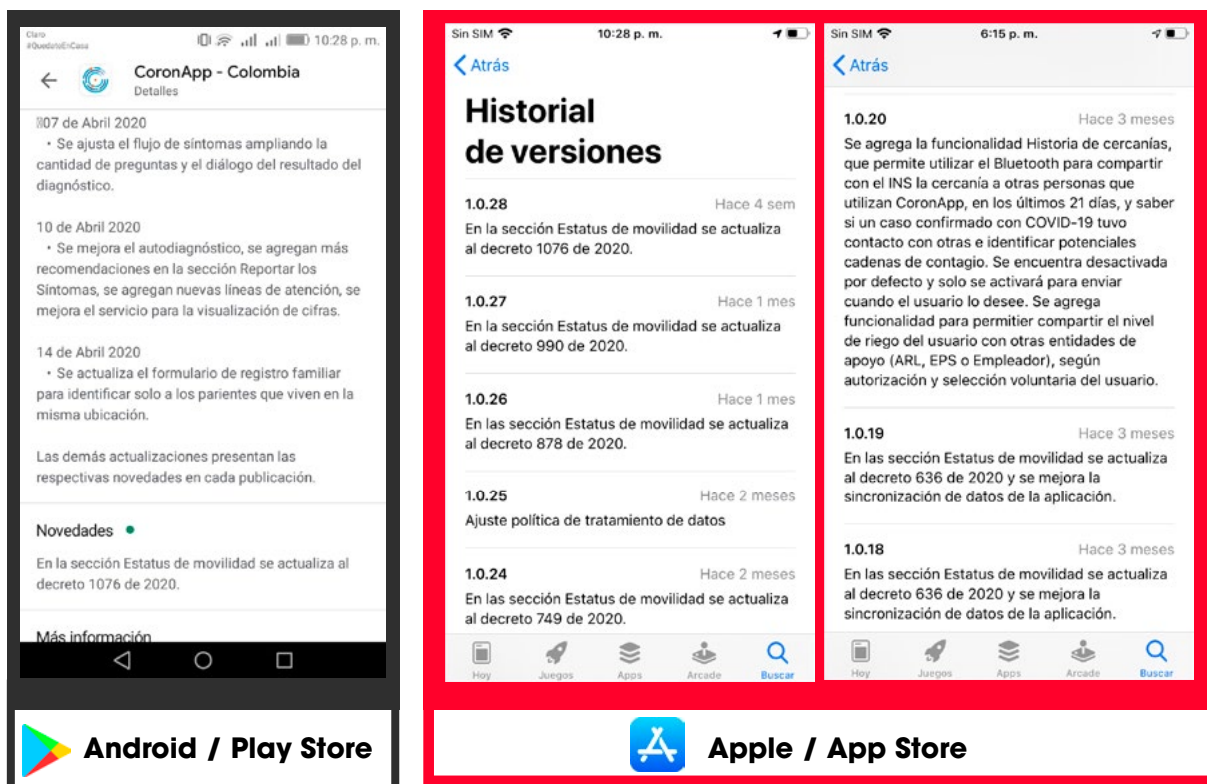 Claro
#QuedateEnCasa
10:28 p. m.
CoronApp - Colombia
Detalles
07 de Abril 2020
• Se ajusta el flujo de síntomas ampliando la
cantidad de preguntas y el diálogo del resultado del
diagnóstico.
10 de Abril 2020
• Se mejora el autodiagnóstico, se agregan más
recomendaciones en la sección Reportar los
Síntomas, se agregan nuevas líneas de atención, se
mejora el servicio para la visualización de cifras.
14 de Abril 2020
• Se actualiza el formulario de registro familiar
para identificar solo a los parientes que viven en la
misma ubicación.
Las demás actualizaciones presentan las
respectivas novedades en cada publicación.
Novedades
En la sección Estatus de movilidad se actualiza al
decreto 1076 de 2020.
Más información
Android / Play Store
Sin SIM
10:28 p. m.
Atrás
Historial
de versiones
1.0.28
Hace 4 sem
En la sección Estatus de movilidad se actualiza
al decreto 1076 de 2020.
1.0.27
Hace 1 mes
En la sección Estatus de movilidad se actualiza
al decreto 990 de 2020.
1.0.26
Hace 1 mes
En las sección Estatus de movilidad se actualiza
al decreto 878 de 2020.
1.0.25
Hace 2 meses
Ajuste política de tratamiento de datos
1.0.24
Hace 2 meses
En las sección Estatus de movilidad se actualiza
al decreto 749 de 2020.
Hoy
Juegos
Apps
Arcade
Buscar
Sin SIM
6:15 p. m.
Atrás
1.0.20
Hace 3 meses
Se agrega la funcionalidad Historia de cercanías,
que permite utilizar el Bluetooth para compartir
con el INS la cercanía a otras personas que
utilizan CoronApp, en los últimos 21 días, y saber
si un caso confirmado con COVID-19 tuvo
contacto con otras e identificar potenciales
cadenas de contagio. Se encuentra desactivada
por defecto y solo se activará para enviar
cuando el usuario lo desee. Se agrega
funcionalidad para permitier compartir el nivel
de riego del usuario con otras entidades de
apoyo (ARL, EPS o Empleador), según
autorización y selección voluntaria del usuario.
1.0.19
Hace 3 meses
En las sección Estatus de movilidad se actualiza
al decreto 636 de 2020 y se mejora la
sincronización de datos de la aplicación.
1.0.18
Hace 3 meses
En las sección Estatus de movilidad se actualiza
al decreto 636 de 2020 y se mejora la
sincronización de datos de la aplicación.
Hoy
Juegos
Apps
Arcade
Buscar
Apple / App Store